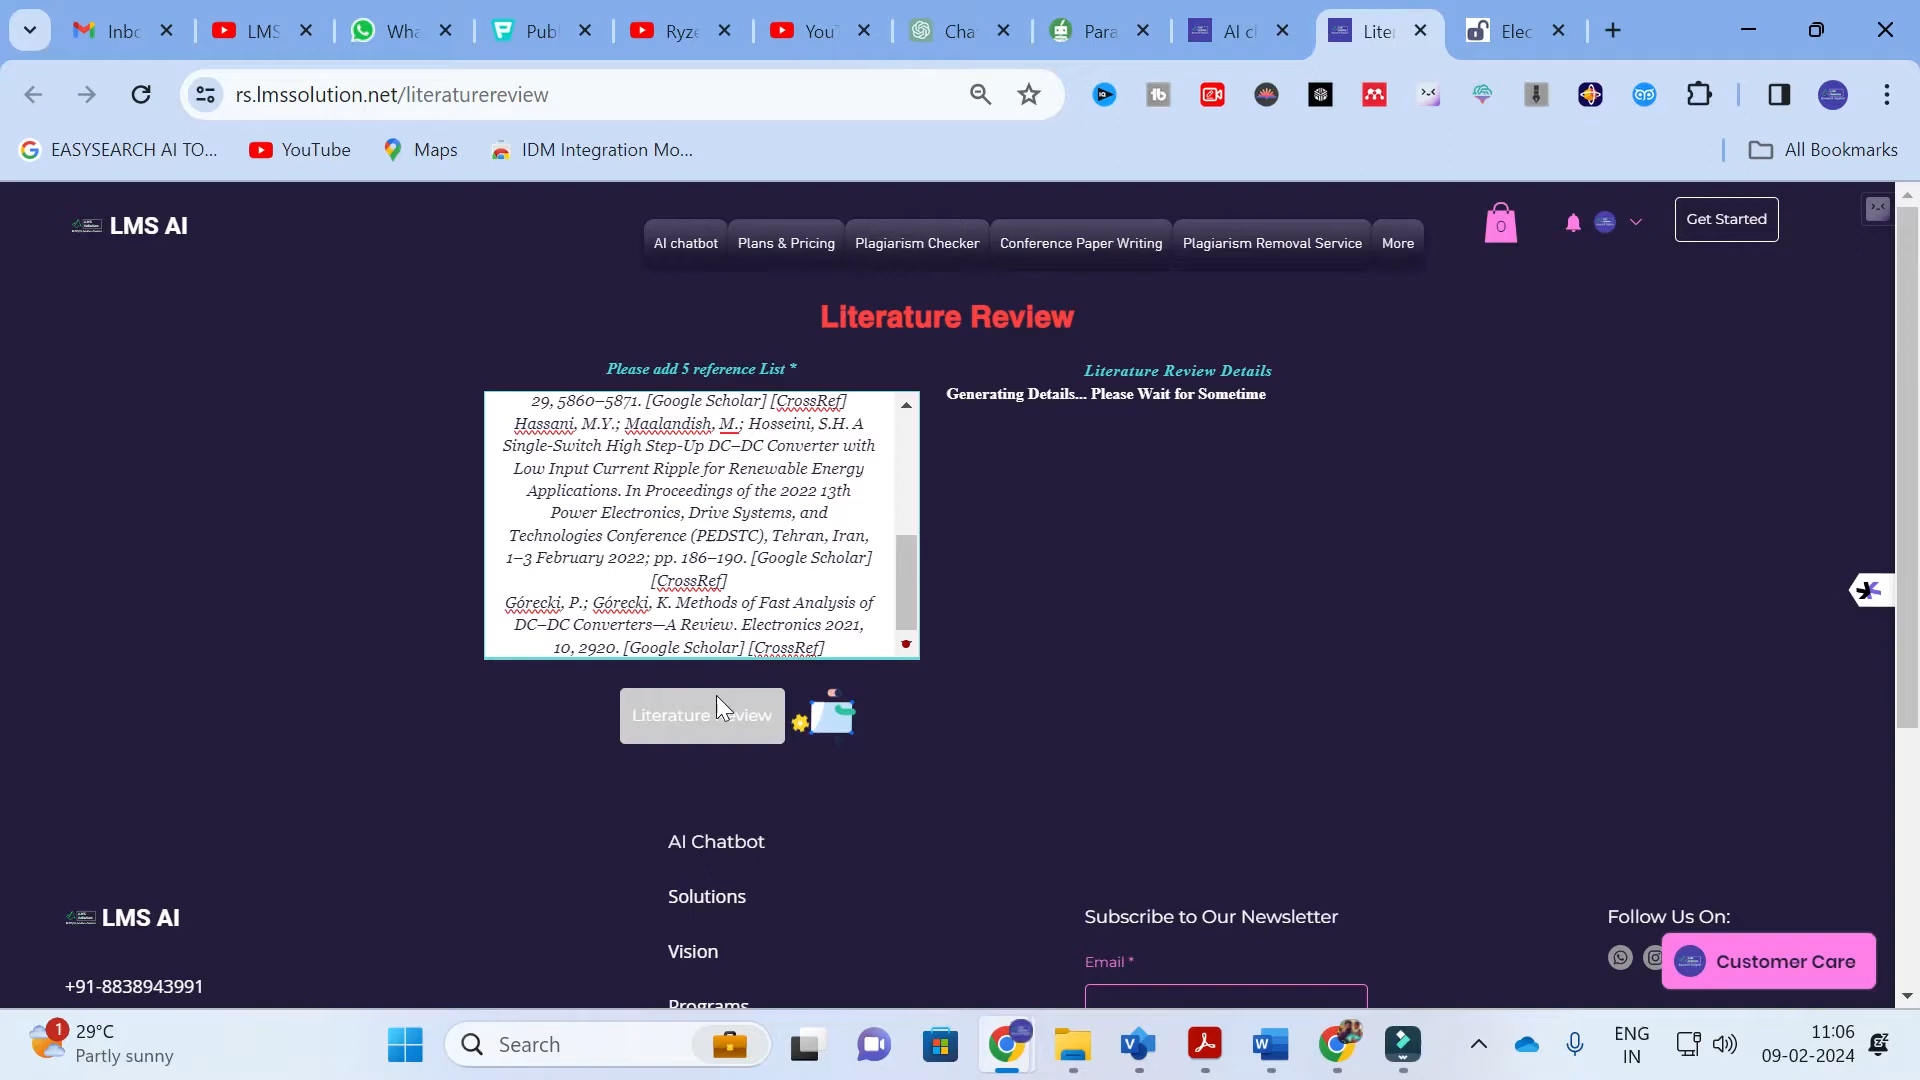 Inbo
LMS
Wha
Pub
Ryze
YouT
Cha
Para
AI cl
Liter
Elec
rs.lmssolution.net/literaturereview
EASYSEARCH AI TO...
YouTube
Maps
IDM Integration Mo...
All Bookmarks
LMS AI
AI chatbot
Plans & Pricing
Plagiarism Checker
Conference Paper Writing
Plagiarism Removal Service
More
0
Get Started
Literature Review
Please add 5 reference List *
29, 5860–5871. [Google Scholar] [CrossRef]
Hassani, M.Y.; Maalandish, M.; Hosseini, S.H. A
Single-Switch High Step-Up DC–DC Converter with
Low Input Current Ripple for Renewable Energy
Applications. In Proceedings of the 2022 13th
Power Electronics, Drive Systems, and
Technologies Conference (PEDSTC), Tehran, Iran,
1–3 February 2022; pp. 186–190. [Google Scholar]
[CrossRef]
Górecki, P.; Górecki, K. Methods of Fast Analysis of
DC–DC Converters—A Review. Electronics 2021,
10, 2920. [Google Scholar] [CrossRef]
Literature Review Details
Generating Details... Please Wait for Sometime
Literature Review
AI Chatbot
Solutions
Vision
Programs
LMS AI
+91-8838943991
Subscribe to Our Newsletter
Email *
Follow Us On:
Customer Care
1
29°C
Partly sunny
Search
ENG
IN
11:06
09-02-2024